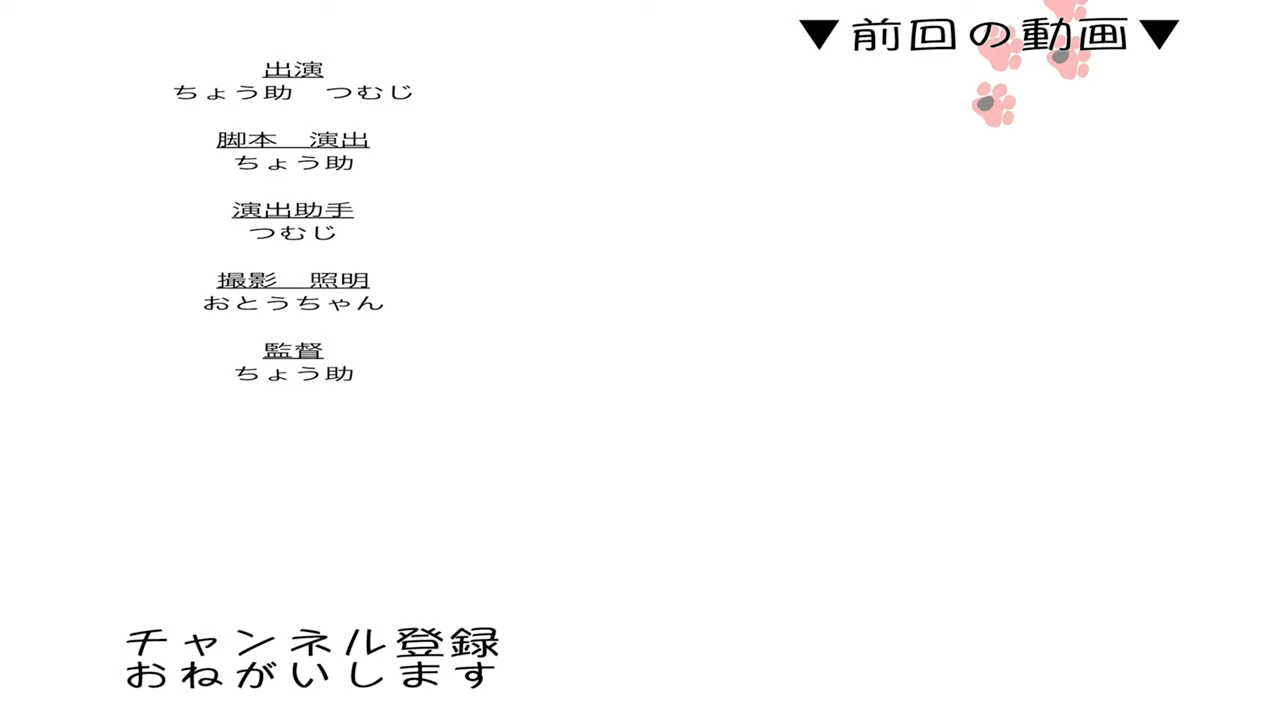 ▼前回の動画▼
出演
ちょう助　つむじ
脚本　演出
ちょう助
演出助手
つむじ
撮影　照明
おとうちゃん
監督
ちょう助
チャンネル登録
おねがいします